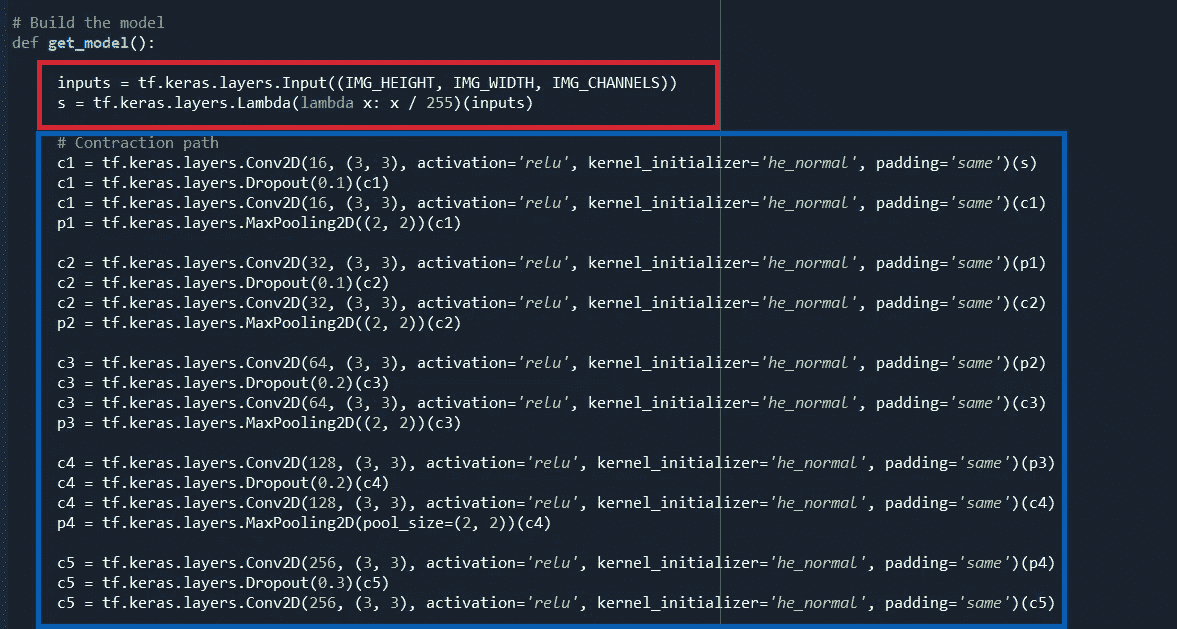 # Build the model
def get_model():
inputs = tf.keras.layers.Input((IMG_HEIGHT, IMG_WIDTH, IMG_CHANNELS))
s = tf.keras.layers.Lambda(lambda x: x / 255)(inputs)
# Contraction path
c1 = tf.keras.layers.Conv2D(16, (3, 3), activation='relu', kernel_initializer='he_normal', padding='same')(s)
c1 = tf.keras.layers.Dropout(0.1)(c1)
c1 = tf.keras.layers.Conv2D(16, (3, 3), activation='relu', kernel_initializer='he_normal', padding='same')(c1)
p1 = tf.keras.layers.MaxPooling2D((2, 2))(c1)
c2 = tf.keras.layers.Conv2D(32, (3, 3), activation='relu', kernel_initializer='he_normal', padding='same')(p1)
c2 = tf.keras.layers.Dropout(0.1)(c2)
c2 = tf.keras.layers.Conv2D(32, (3, 3), activation='relu', kernel_initializer='he_normal', padding='same')(c2)
p2 = tf.keras.layers.MaxPooling2D((2, 2))(c2)
c3 = tf.keras.layers.Conv2D(64, (3, 3), activation='relu', kernel_initializer='he_normal', padding='same')(p2)
c3 = tf.keras.layers.Dropout(0.2)(c3)
c3 = tf.keras.layers.Conv2D(64, (3, 3), activation='relu', kernel_initializer='he_normal', padding='same')(c3)
p3 = tf.keras.layers.MaxPooling2D((2, 2))(c3)
c4 = tf.keras.layers.Conv2D(128, (3, 3), activation='relu', kernel_initializer='he_normal', padding='same')(p3)
c4 = tf.keras.layers.Dropout(0.2)(c4)
c4 = tf.keras.layers.Conv2D(128, (3, 3), activation='relu', kernel_initializer='he_normal', padding='same')(c4)
p4 = tf.keras.layers.MaxPooling2D(pool_size=(2, 2))(c4)
c5 = tf.keras.layers.Conv2D(256, (3, 3), activation='relu', kernel_initializer='he_normal', padding='same')(p4)
c5 = tf.keras.layers.Dropout(0.3)(c5)
c5 = tf.keras.layers.Conv2D(256, (3, 3), activation='relu', kernel_initializer='he_normal', padding='same')(c5)